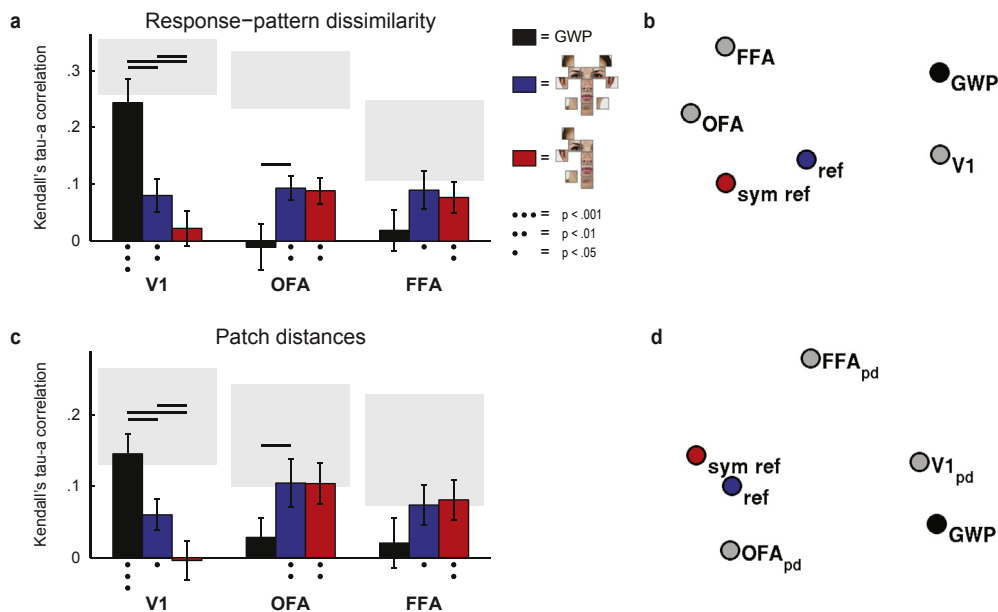 a
Response−pattern dissimilarity
Kendall's tau-a correlation
.3
.2
.1
0
V1
OFA
FFA
= GWP
=
=
= p < .001
= p < .01
= p < .05
b
FFA
GWP
OFA
ref
V1
sym ref
c
Patch distances
Kendall's tau-a correlation
.2
0.1
0
V1
OFA
FFA
d
FFApd
sym ref
V1pd
ref
GWP
OFApd